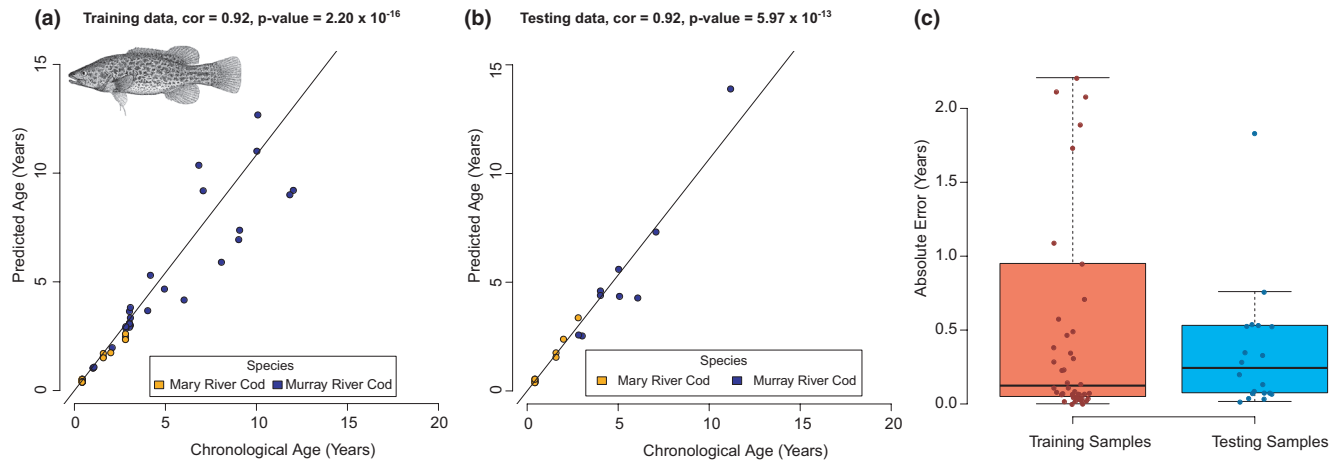 (a) Training data, cor = 0.92, p-value = 2.20 x 10-16
15
10
5
0
Predicted Age (Years)
0 5 10 15 20
Chronological Age (Years)
Species
Mary River Cod Murray River Cod
(b) Testing data, cor = 0.92, p-value = 5.97 x 10-13
15
10
5
0
Predicted Age (Years)
0 5 10 15 20
Chronological Age (Years)
Species
Mary River Cod Murray River Cod
(c)
2.0
1.5
1.0
0.5
0.0
Absolute Error (Years)
Training Samples Testing Samples